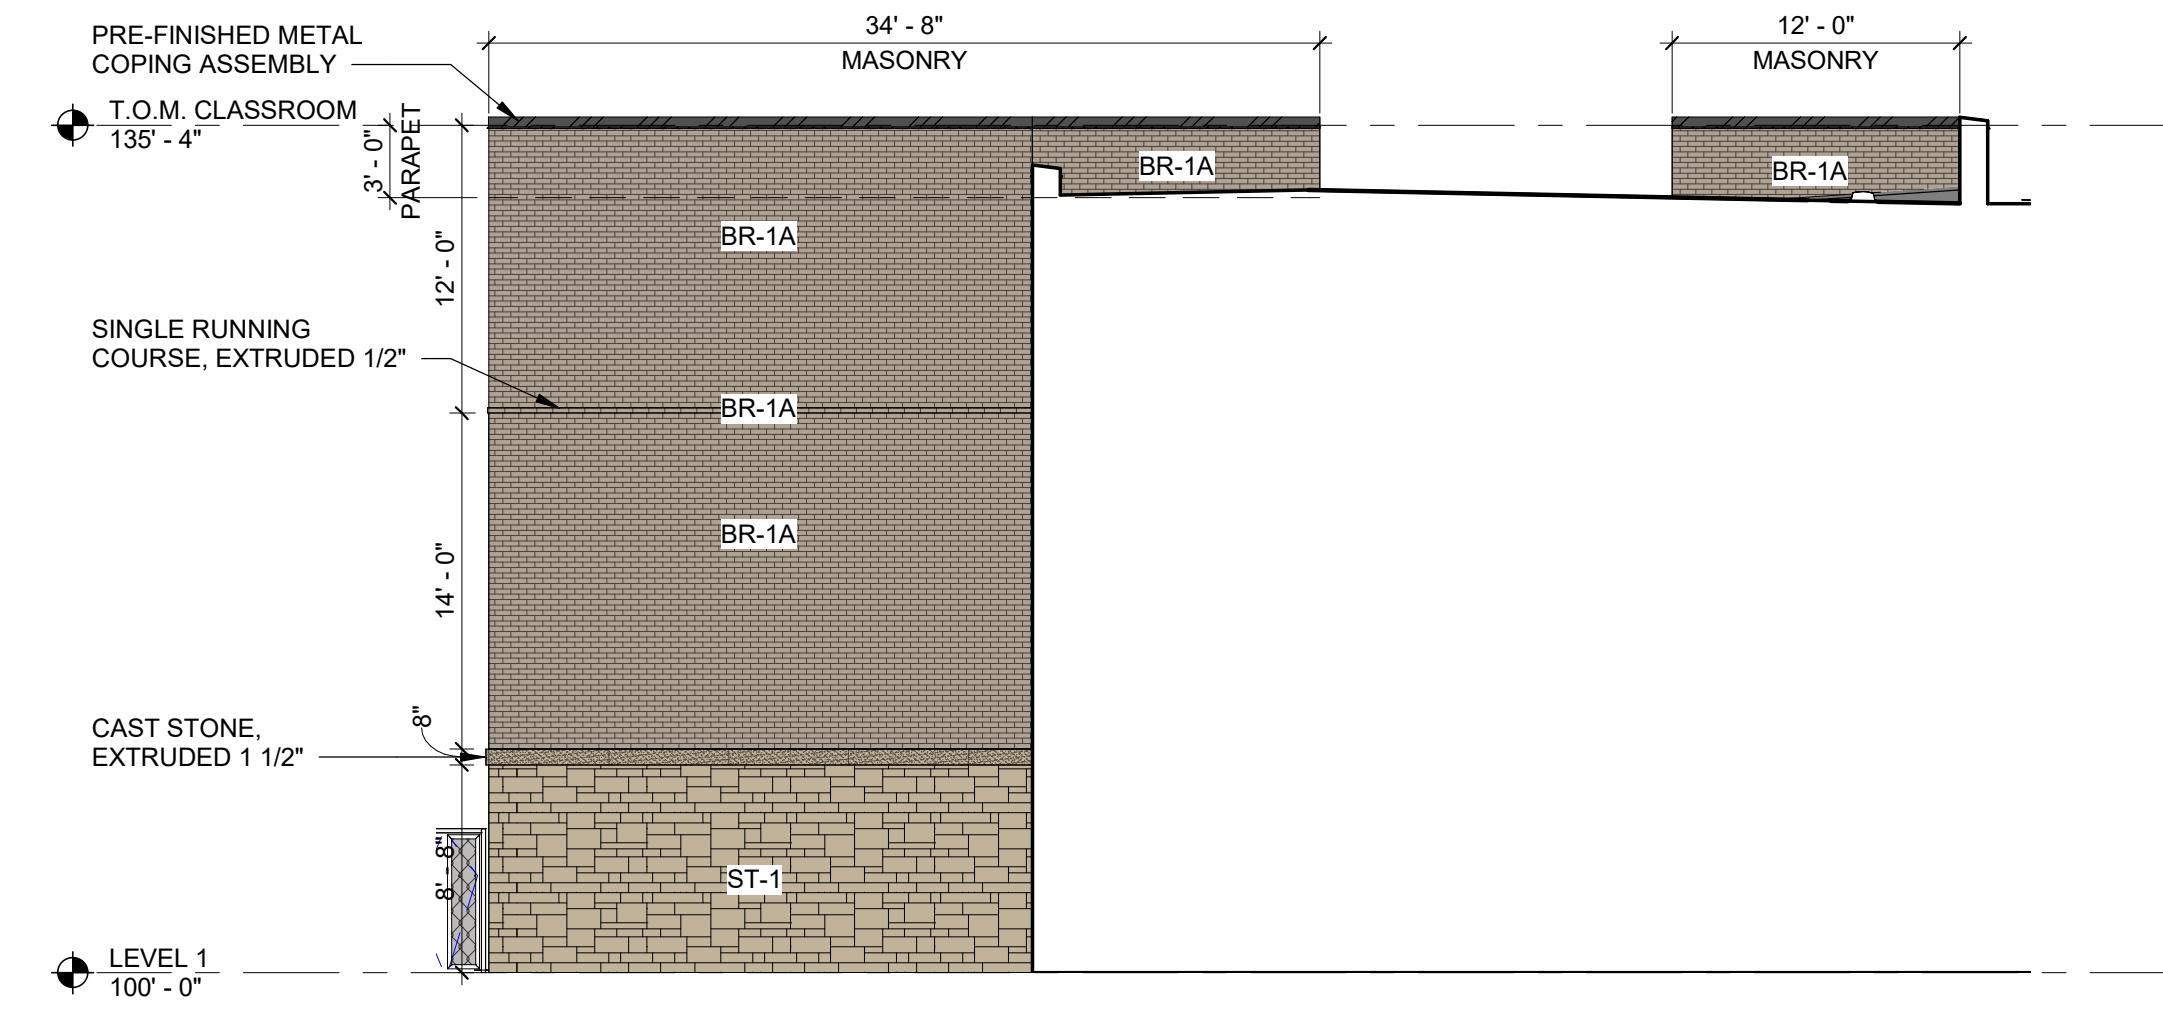 34' - 8"
MASONRY
12' - 0"
MASONRY
PRE-FINISHED METAL
COPING ASSEMBLY
T.O.M. CLASSROOM
135' - 4"
3' - 0"
PARAPET
BR-1A
BR-1A
BR-1A
12' - 0"
SINGLE RUNNING
COURSE, EXTRUDED 1/2"
BR-1A
BR-1A
14' - 0"
8"
CAST STONE,
EXTRUDED 1 1/2"
8' - 8"
ST-1
LEVEL 1
100' - 0"